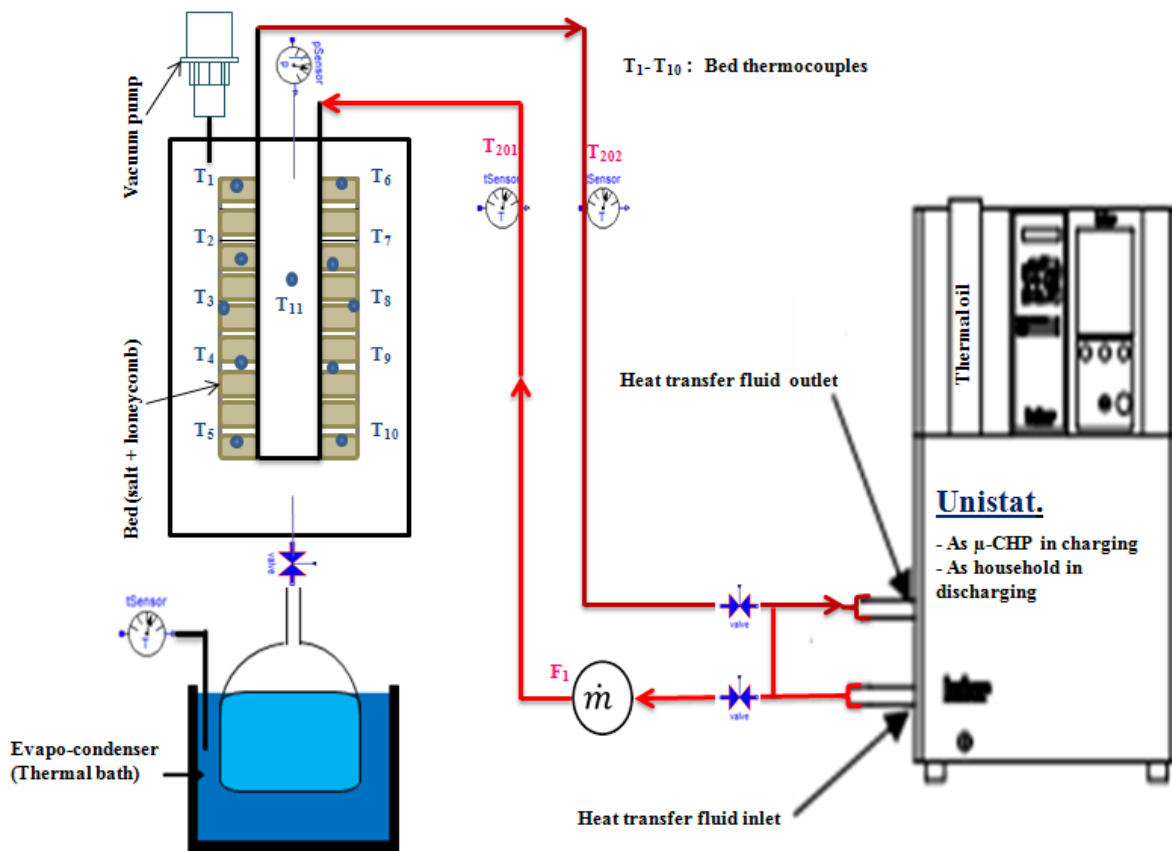 Vacuum pump
pSensor
p
T1- T10 : Bed thermocouples
T201
T202
tSensor
T
tSensor
T
T1
T6
T2
T7
T11
T3
T8
T4
T9
T5
T10
Bed (salt + honeycomb)
Thermal oil
Heat transfer fluid outlet
Unistat.
- As µ-CHP in charging
- As household in
discharging
valve
tSensor
T
valve
valve
F1
ṁ
Evapo-condenser
(Thermal bath)
Heat transfer fluid inlet